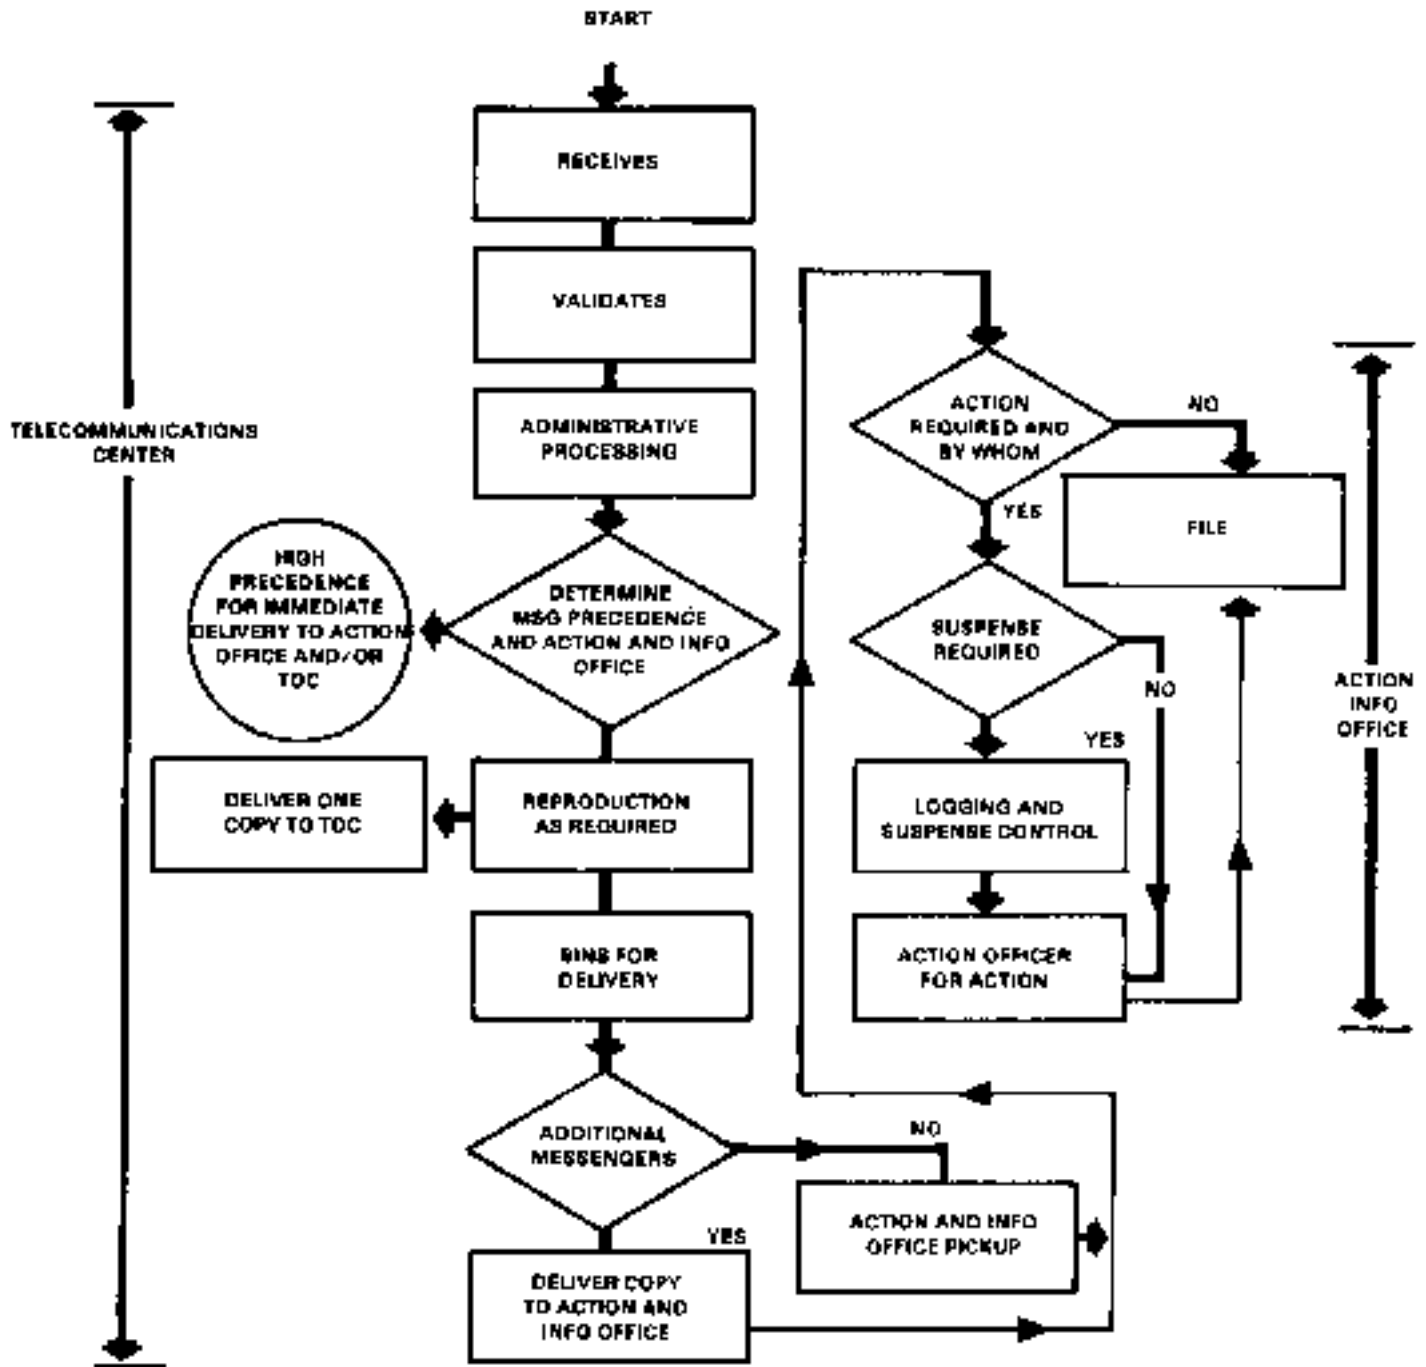 START
RECEIVES
VALIDATES
ADMINISTRATIVE
PROCESSING
TELECOMMUNICATIONS
CENTER
HIGH
PRECEDENCE
FOR IMMEDIATE
DELIVERY TO ACTION
OFFICE AND/OR
TOC
DETERMINE
MSG PRECEDENCE
AND ACTION AND INFO
OFFICE
DELIVER ONE
COPY TO TOC
REPRODUCTION
AS REQUIRED
BINS FOR
DELIVERY
ADDITIONAL
MESSENGERS
NO
YES
ACTION AND INFO
OFFICE PICKUP
DELIVER COPY
TO ACTION AND
INFO OFFICE
ACTION
REQUIRED AND
BY WHOM
NO
YES
FILE
SUSPENSE
REQUIRED
NO
YES
LOGGING AND
SUSPENSE CONTROL
ACTION OFFICER
FOR ACTION
ACTION
INFO
OFFICE